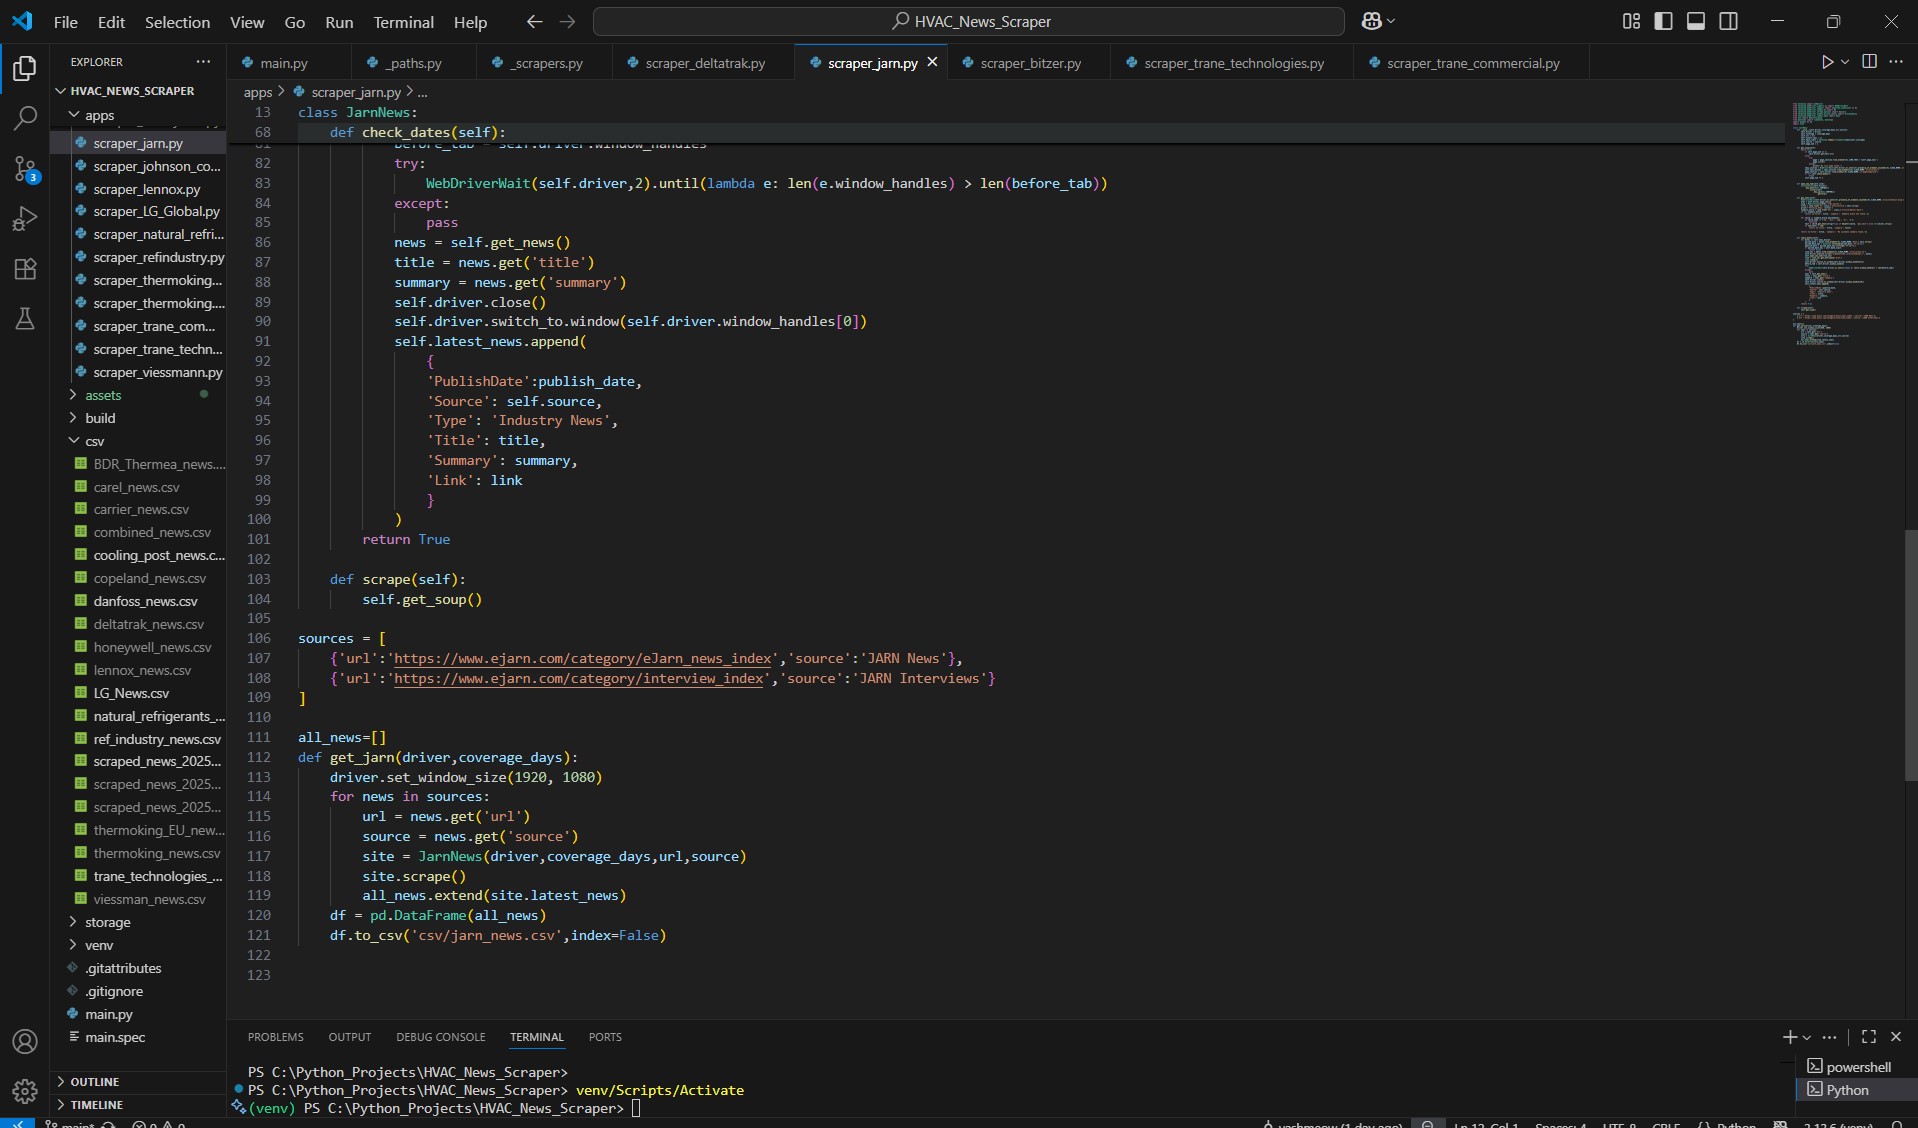 File Edit Selection View Go Run Terminal Help
HVAC_News_Scraper
EXPLORER
HVAC_NEWS_SCRAPER
apps
scraper_jarn.py
scraper_johnson_co...
scraper_lennox.py
scraper_LG_Global.py
scraper_natural_refri...
scraper_refindustry.py
scraper_thermoking...
scraper_thermoking....
scraper_trane_com...
scraper_trane_techn...
scraper_viessmann.py
assets
build
csv
BDR_Thermea_news....
carel_news.csv
carrier_news.csv
combined_news.csv
cooling_post_news.c...
copeland_news.csv
danfoss_news.csv
deltatrak_news.csv
honeywell_news.csv
lennox_news.csv
LG_News.csv
natural_refrigerants_...
ref_industry_news.csv
scraped_news_2025...
scraped_news_2025...
scraped_news_2025...
thermoking_EU_new...
thermoking_news.csv
trane_technologies_...
viessman_news.csv
storage
venv
.gitattributes
.gitignore
main.py
main.spec
OUTLINE
TIMELINE
3
main.py _paths.py _scrapers.py scraper_deltatrak.py scraper_jarn.py scraper_bitzer.py scraper_trane_technologies.py scraper_trane_commercial.py
apps > scraper_jarn.py > ...
13 class JarnNews:
68 def check_dates(self):
81 before_tab = self.driver.window_handles
82 try:
83 WebDriverWait(self.driver,2).until(lambda e: len(e.window_handles) > len(before_tab))
84 except:
85 pass
86 news = self.get_news()
87 title = news.get('title')
88 summary = news.get('summary')
89 self.driver.close()
90 self.driver.switch_to.window(self.driver.window_handles[0])
91 self.latest_news.append(
92 {
93 'PublishDate':publish_date,
94 'Source': self.source,
95 'Type': 'Industry News',
96 'Title': title,
97 'Summary': summary,
98 'Link': link
99 }
100 )
101 return True
102
103 def scrape(self):
104 self.get_soup()
105
106 sources = [
107 {'url':'https://www.ejarn.com/category/eJarn_news_index','source':'JARN News'},
108 {'url':'https://www.ejarn.com/category/interview_index','source':'JARN Interviews'}
109 ]
110
111 all_news=[]
112 def get_jarn(driver,coverage_days):
113 driver.set_window_size(1920, 1080)
114 for news in sources:
115 url = news.get('url')
116 source = news.get('source')
117 site = JarnNews(driver,coverage_days,url,source)
118 site.scrape()
119 all_news.extend(site.latest_news)
120 df = pd.DataFrame(all_news)
121 df.to_csv('csv/jarn_news.csv',index=False)
122
123
PROBLEMS OUTPUT DEBUG CONSOLE TERMINAL PORTS
PS C:\Python_Projects\HVAC_News_Scraper>
PS C:\Python_Projects\HVAC_News_Scraper> venv/Scripts/Activate
(venv) PS C:\Python_Projects\HVAC_News_Scraper>
powershell
Python